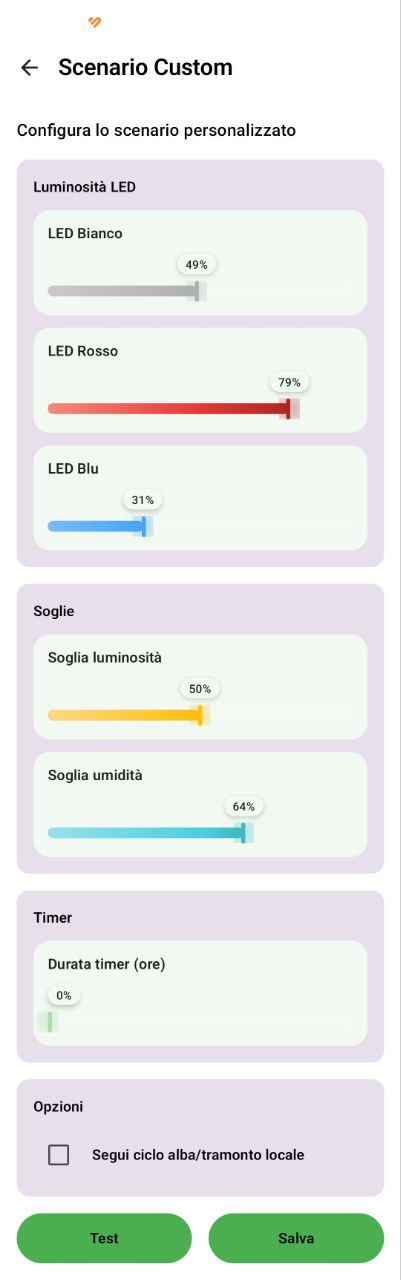 Scenario Custom
Configura lo scenario personalizzato
Luminosità LED
LED Bianco
49%
LED Rosso
79%
LED Blu
31%
Soglie
Soglia luminosità
50%
Soglia umidità
64%
Timer
Durata timer (ore)
0%
Opzioni
Segui ciclo alba/tramonto locale
Test
Salva